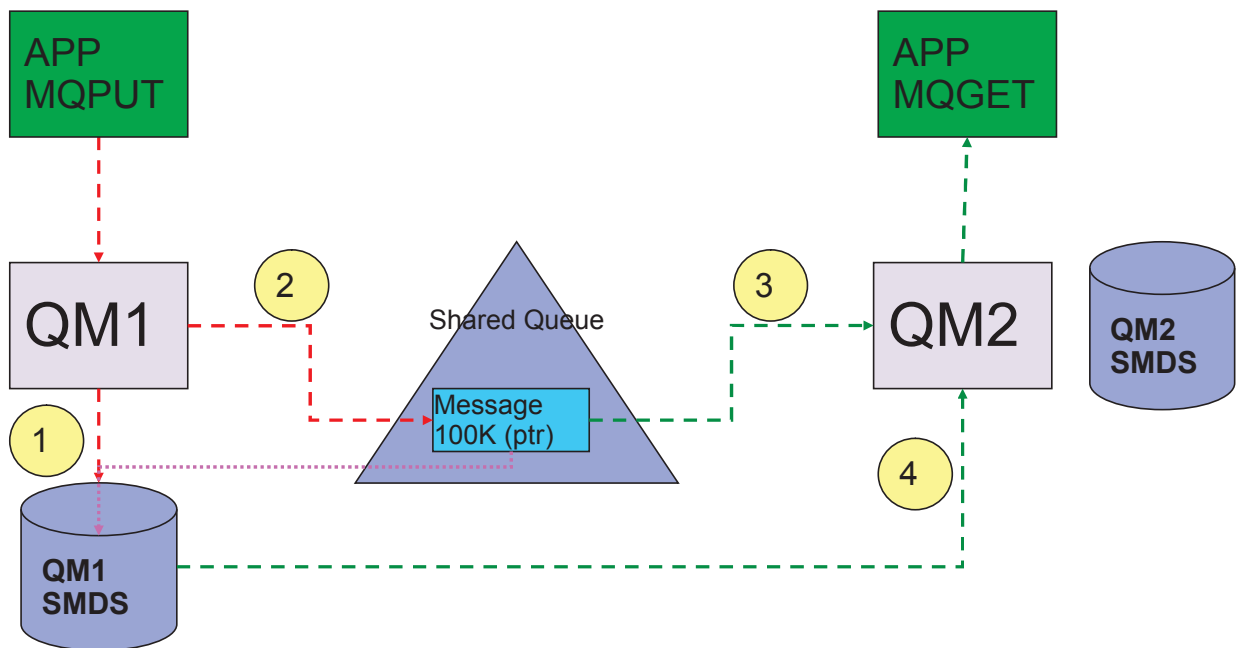 APP
MQPUT
APP
MQGET
QM1
2
Shared Queue
3
QM2
QM2
SMDS
Message
100K (ptr)
1
4
QM1
SMDS